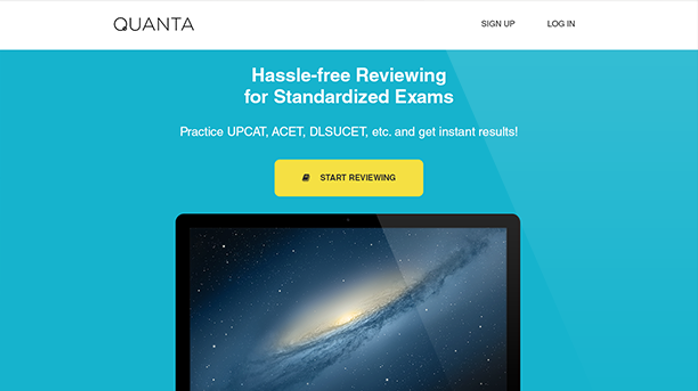 QUANTA
SIGN UP
LOG IN
Hassle-free Reviewing
for Standardized Exams
Practice UPCAT, ACET, DLSUCET, etc. and get instant results!
START REVIEWING